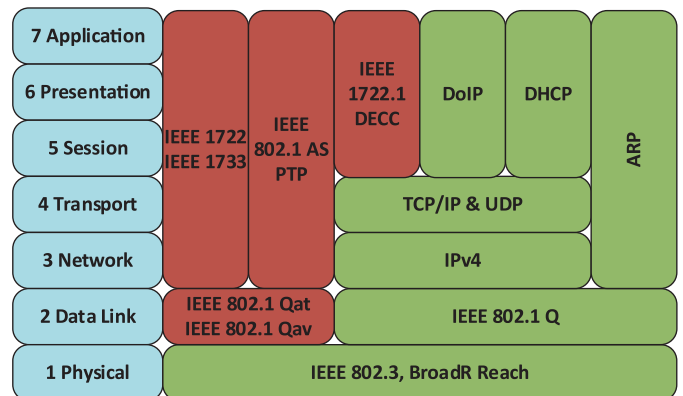 7 Application
6 Presentation
5 Session
4 Transport
3 Network
2 Data Link
1 Physical
IEEE 1722
IEEE 1733
IEEE
802.1 AS
PTP
IEEE
1722.1
DECC
DoIP
DHCP
ARP
TCP/IP & UDP
IPv4
IEEE 802.1 Qat
IEEE 802.1 Qav
IEEE 802.1 Q
IEEE 802.3, BroadR Reach